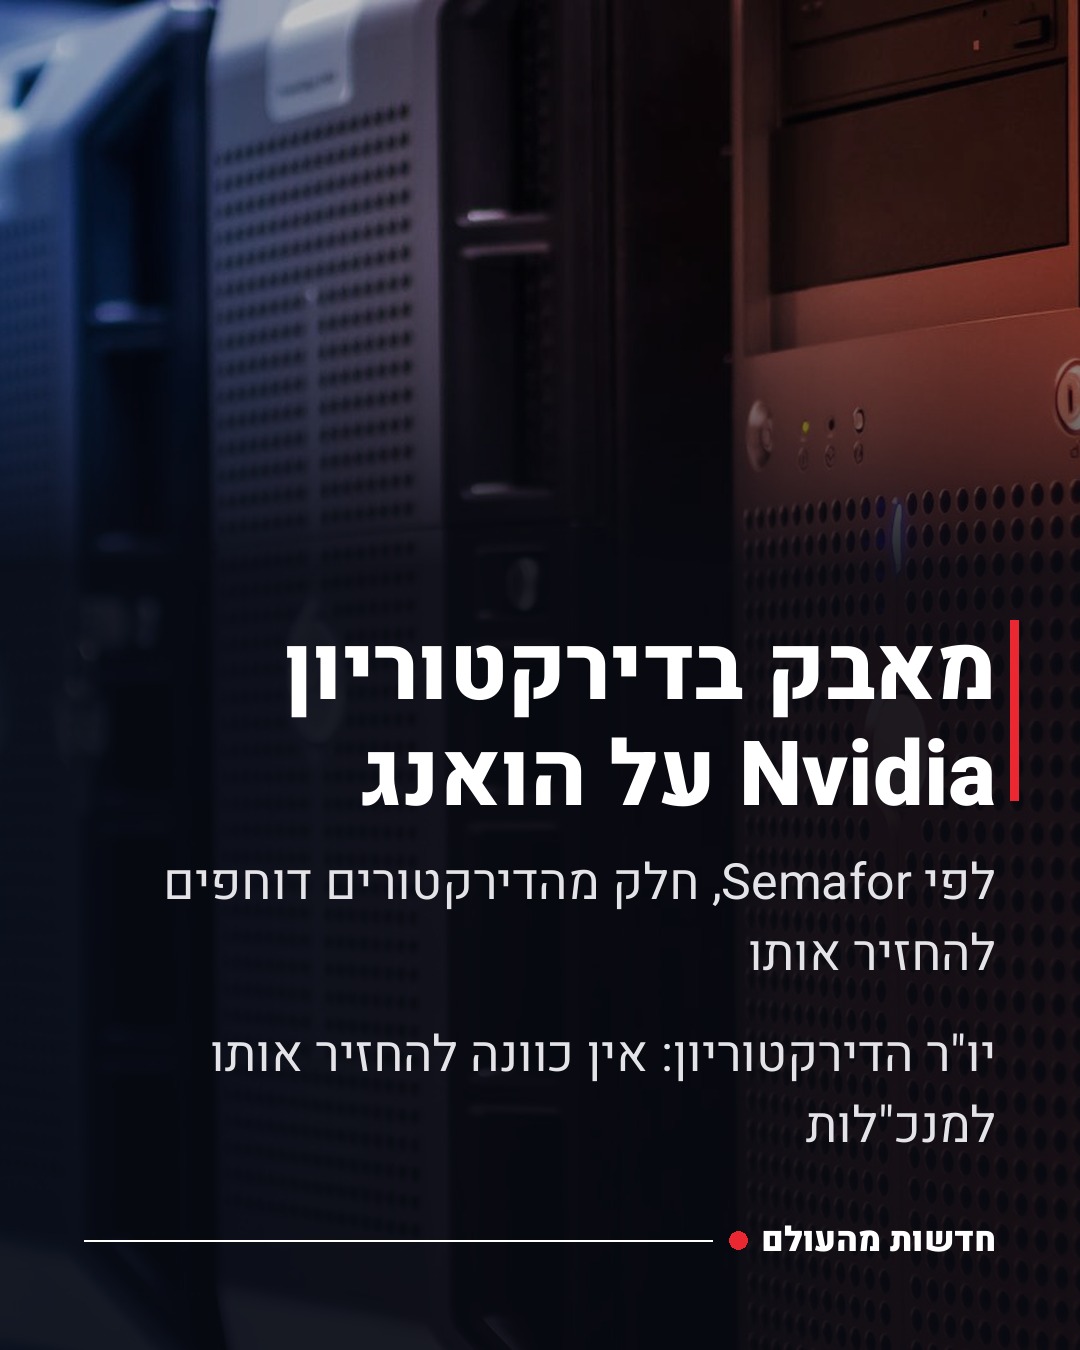 מאבק בדירקטוריון
Nvidia על הואנג
לפי Semafor, חלק מהדירקטורים דוחפים
להחזיר אותו
יו"ר הדירקטוריון: אין כוונה להחזיר אותו
למנכ"לות
חדשות מהעולם